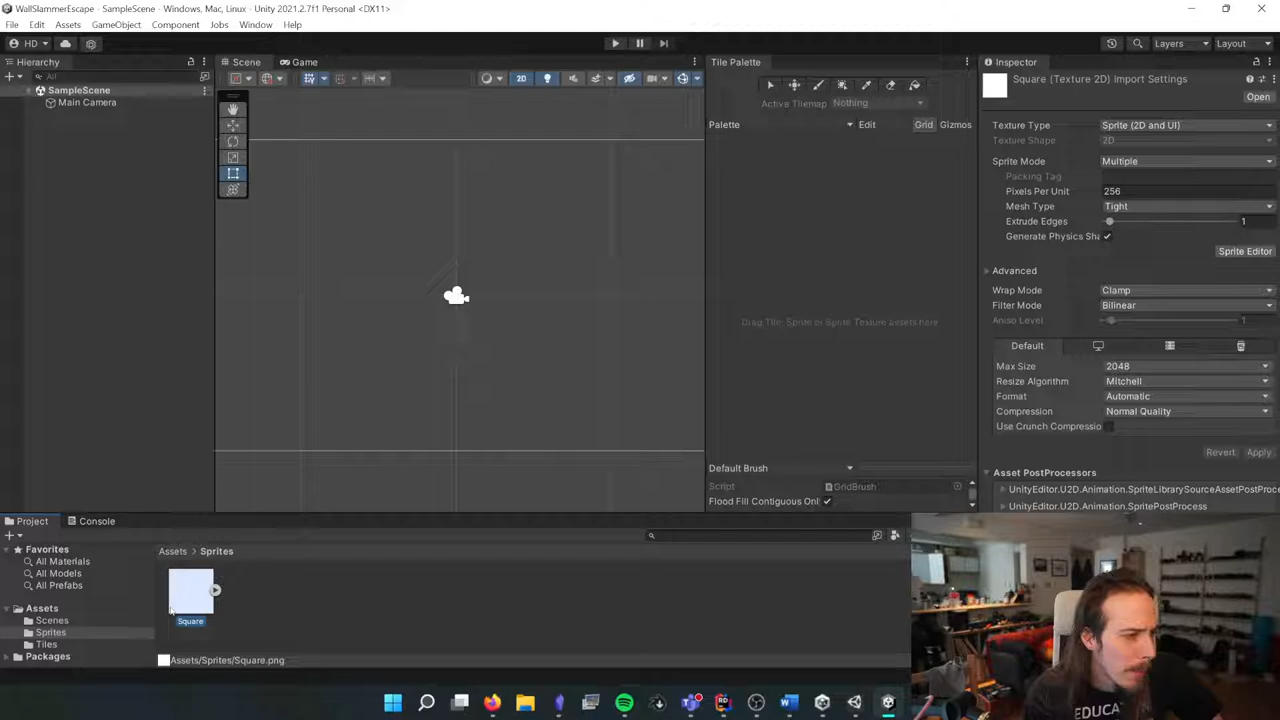 WallSlammerEscape - SampleScene - Windows, Mac, Linux - Unity 2021.2.7f1 Personal <DX11>
File Edit Assets GameObject Component Jobs Window Help
HD Layers Layout
Hierarchy Scene Game Tile Palette Inspector
All 2D
SampleScene
Main Camera
Active Tilemap Nothing
Palette Edit Grid Gizmos
Drag Tile, Sprite or Sprite Texture assets here
Default Brush
Script GridBrush
Flood Fill Contiguous Onl
Square (Texture 2D) Import Settings
Open
Texture Type Sprite (2D and UI)
Texture Shape 2D
Sprite Mode Multiple
Packing Tag
Pixels Per Unit 256
Mesh Type Tight
Extrude Edges 1
Generate Physics Sha
Sprite Editor
Advanced
Wrap Mode Clamp
Filter Mode Bilinear
Aniso Level 1
Default
Max Size 2048
Resize Algorithm Mitchell
Format Automatic
Compression Normal Quality
Use Crunch Compressio
Revert Apply
Asset PostProcessors
UnityEditor.U2D.Animation.SpriteLibrarySourceAssetPostProce
UnityEditor.U2D.Animation.SpritePostProcess
Project Console
Favorites
All Materials
All Models
All Prefabs
Assets
Scenes
Sprites
Tiles
Packages
Assets > Sprites
Square
Assets/Sprites/Square.png
EDUCA